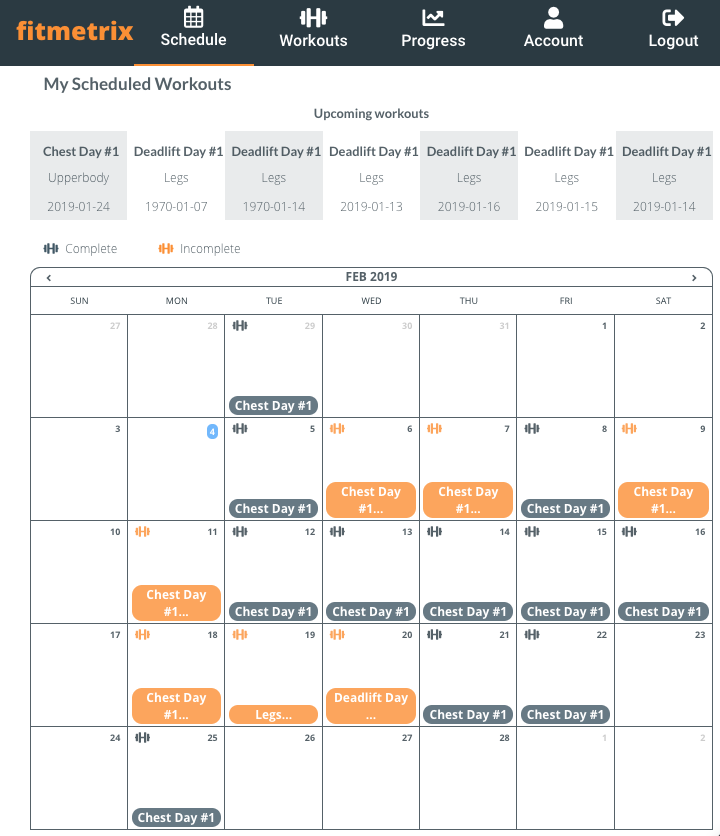 fitmetrix
Schedule
Workouts
Progress
Account
Logout
My Scheduled Workouts
Upcoming workouts
Chest Day #1 Deadlift Day #1 Deadlift Day #1 Deadlift Day #1 Deadlift Day #1 Deadlift Day #1 Deadlift Day #1
Upperbody Legs Legs Legs Legs Legs Legs
2019-01-24 1970-01-07 1970-01-14 2019-01-13 2019-01-16 2019-01-15 2019-01-14
Complete Incomplete
‹ FEB 2019 ›
SUN MON TUE WED THU FRI SAT
27 28 29 30 31 1 2
Chest Day #1
3 4 5 6 7 8 9
Chest Day #1
Chest Day
#1...
Chest Day
#1...
Chest Day #1
Chest Day
#1...
10 11 12 13 14 15 16
Chest Day
#1...
Chest Day #1
Chest Day #1
Chest Day #1
Chest Day #1
Chest Day #1
17 18 19 20 21 22 23
Chest Day
#1...
Legs...
Deadlift Day
...
Chest Day #1
Chest Day #1
24 25 26 27 28 1 2
Chest Day #1